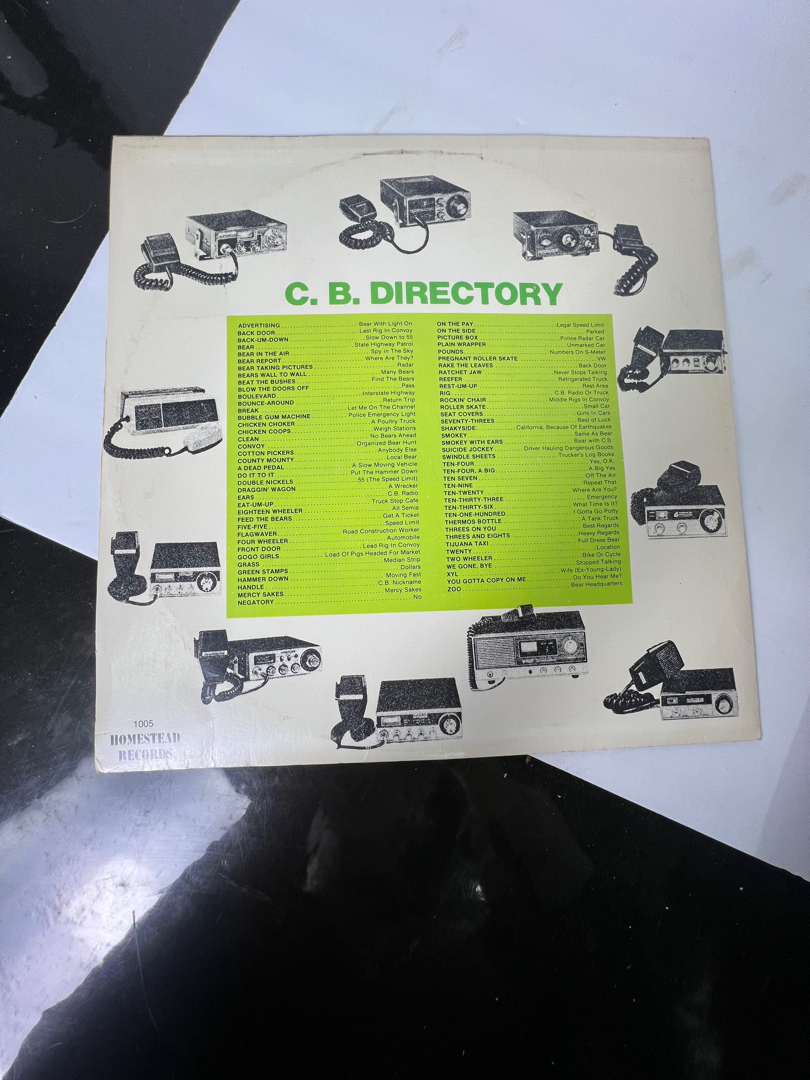 C. B. DIRECTORY
ADVERTISING Bear With Light On
BACK DOOR Last Rig In Convoy
BACK-UM-DOWN Slow Down to 55
BEAR State Highway Patrol
BEAR IN THE AIR Spy in The Sky
BEAR REPORT Where Are They?
BEAR TAKING PICTURES Radar
BEARS WALL TO WALL Many Bears
BEAT THE BUSHES Find The Bears
BLOW THE DOORS OFF Pass
BOULEVARD Interstate Highway
BOUNCE-AROUND Return Trip
BREAK Let Me On The Channel
BUBBLE GUM MACHINE Police Emergency Light
CHICKEN CHOKER A Poultry Truck
CHICKEN COOPS Weigh Stations
CLEAN No Bears Ahead
CONVOY Organized Bear Hunt
COTTON PICKERS Anybody Else
COUNTY MOUNTY Local Bear
A DEAD PEDAL A Slow Moving Vehicle
DO IT TO IT Put The Hammer Down
DOUBLE NICKELS 55 (The Speed Limit)
DRAGGIN' WAGON A Wrecker
EARS C.B. Radio
EAT-UM-UP Truck Stop Cafe
EIGHTEEN WHEELER All Semis
FEED THE BEARS Get A Ticket
FIVE-FIVE Speed Limit
FLAGWAVER Road Construction Worker
FOUR WHEELER Automobile
FRONT DOOR Lead Rig In Convoy
GOGO GIRLS Load Of Pigs Headed For Market
GRASS Median Strip
GREEN STAMPS Dollars
HAMMER DOWN Moving Fast
HANDLE C.B. Nickname
MERCY SAKES Mercy Sakes
NEGATORY No
ON THE PAY Legal Speed Limit
ON THE SIDE Parked
PICTURE BOX Police Radar Car
PLAIN WRAPPER Unmarked Car
POUNDS Numbers On S-Meter
PREGNANT ROLLER SKATE VW
RAKE THE LEAVES Back Door
RATCHET JAW Never Stops Talking
REEFER Refrigerated Truck
REST-UM-UP Rest Area
RIG C.B. Radio Or Truck
ROCKIN' CHAIR Middle Rigs In Convoy
ROLLER SKATE Small Car
SEAT COVERS Girls In Cars
SEVENTY-THREES Best of Luck
SHAKYSIDE California, Because Of Earthquakes
SMOKEY Same As Bear
SMOKEY WITH EARS Bear with C.B.
SUICIDE JOCKEY Driver Hauling Dangerous Goods
SWINDLE SHEETS Trucker's Log Books
TEN-FOUR Yes, O.K.
TEN-FOUR, A BIG A Big Yes
TEN SEVEN Off The Air
TEN-NINE Repeat That
TEN-TWENTY Where Are You?
TEN-THIRTY-THREE Emergency
TEN-THIRTY-SIX What Time Is It?
TEN-ONE-HUNDRED I Gotta Go Potty
THERMOS BOTTLE A Tank Truck
THREES ON YOU Best Regards
THREES AND EIGHTS Heavy Regards
TIJUANA TAXI Full Dress Bear
TWENTY Location
TWO WHEELER Bike Or Cycle
WE GONE, BYE Stopped Talking
XYL Wife (Ex-Young-Lady)
YOU GOTTA COPY ON ME Do You Hear Me?
ZOO Bear Headquarters
1005
HOMESTEAD
RECORDS